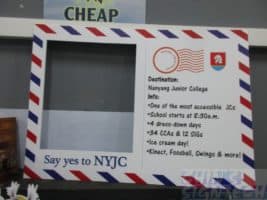 CHEAP
Destination:
Nanyang Junior College
Info:
•One of the most accessible JCs
•School starts at 8:30a.m.
•4 dress-down days
•34 CCAs & 12 SIGs
•Ice cream day!
•Kinect, Foosball, Swings & more!
Say yes to NYJC